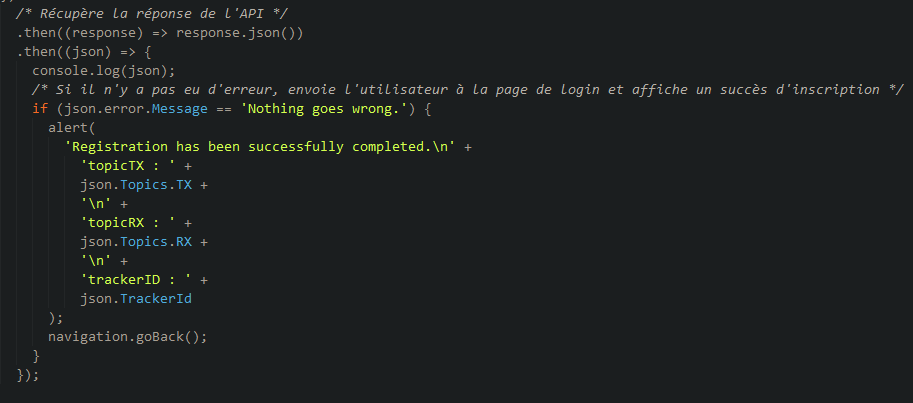 /* Récupère la réponse de l'API */
.then((response) => response.json())
.then((json) => {
console.log(json);
/* Si il n'y a pas eu d'erreur, envoie l'utilisateur à la page de login et affiche un succès d'inscription */
if (json.error.Message == 'Nothing goes wrong.') {
alert(
'Registration has been successfully completed.\n' +
'topicTX : ' +
json.Topics.TX +
'\n' +
'topicRX : ' +
json.Topics.RX +
'\n' +
'trackerID : ' +
json.TrackerId
);
navigation.goBack();
}
});